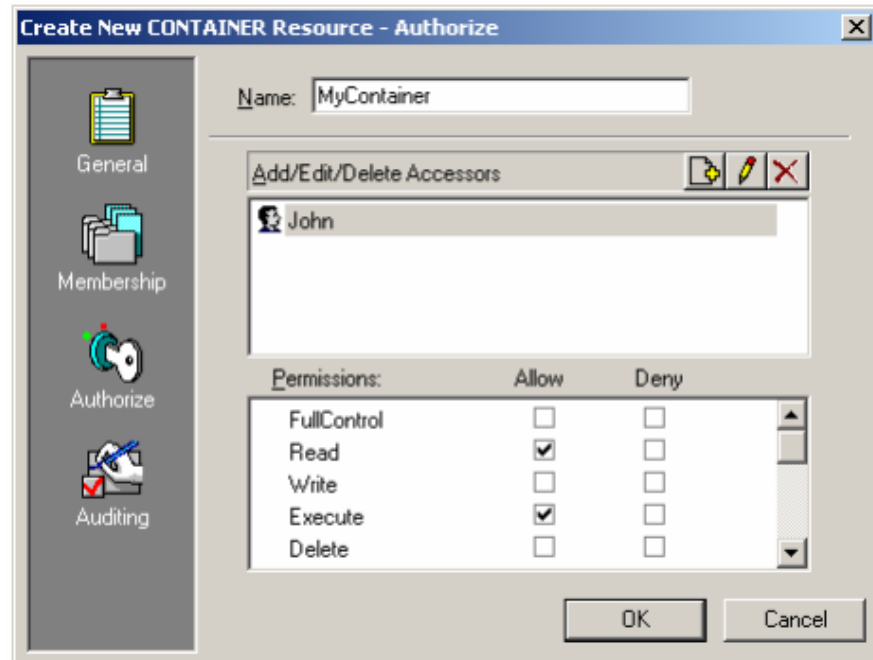 Create New CONTAINER Resource - Authorize
Name: MyContainer
General
Membership
Authorize
Auditing
Add/Edit/Delete Accessors
John
Permissions: Allow Deny
FullControl
Read
Write
Execute
Delete
OK Cancel